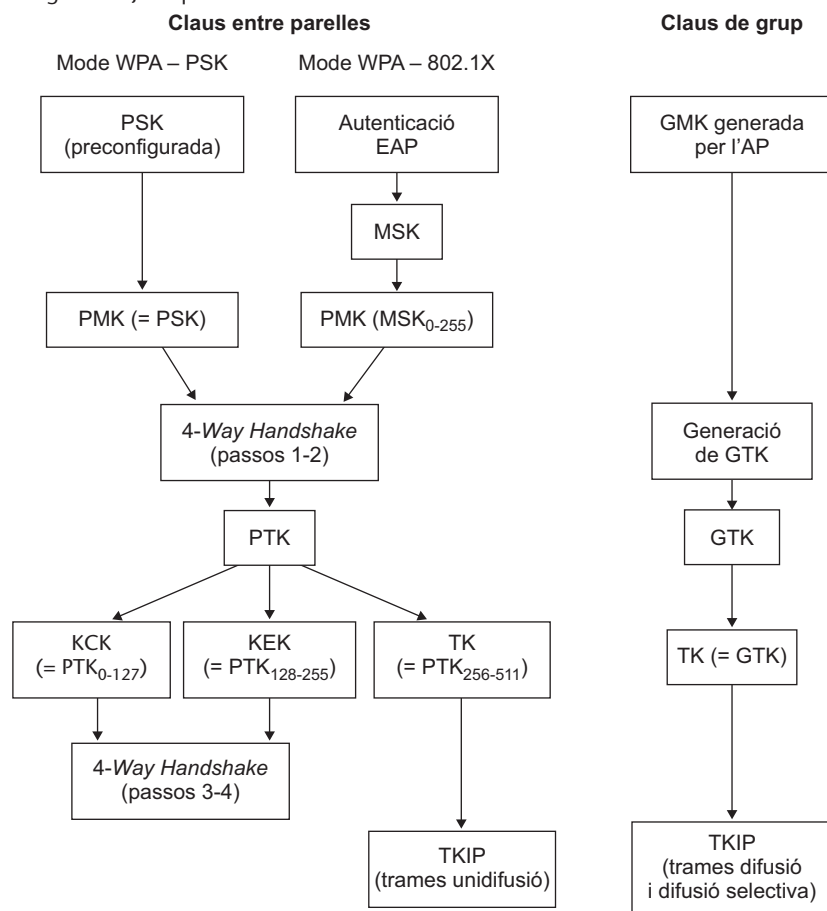 Claus entre parelles
Claus de grup
Mode WPA – PSK
Mode WPA – 802.1X
PSK
(preconfigurada)
Autenticació
EAP
GMK generada
per l'AP
MSK
PMK (= PSK)
PMK (MSK0-255)
4-Way Handshake
(passos 1-2)
Generació
de GTK
PTK
GTK
KCK
(= PTK0-127)
KEK
(= PTK128-255)
TK
(= PTK256-511)
TK (= GTK)
4-Way Handshake
(passos 3-4)
TKIP
(trames unidifusió)
TKIP
(trames difusió
i difusió selectiva)